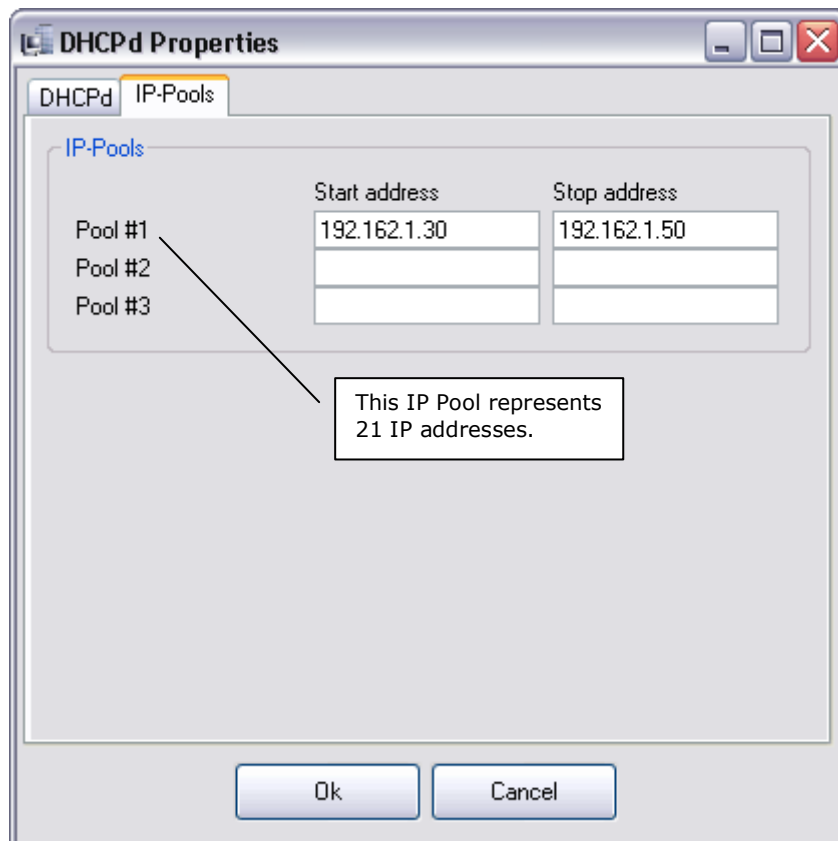 DHCPd Properties
DHCPd IP-Pools
IP-Pools
Start address Stop address
Pool #1 192.162.1.30 192.162.1.50
Pool #2
Pool #3
This IP Pool represents
21 IP addresses.
Ok Cancel